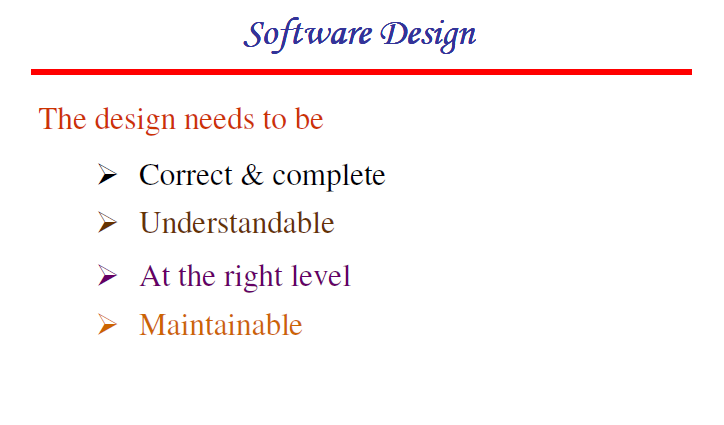 Software Design
The design needs to be
➢ Correct & complete
➢ Understandable
➢ At the right level
➢ Maintainable